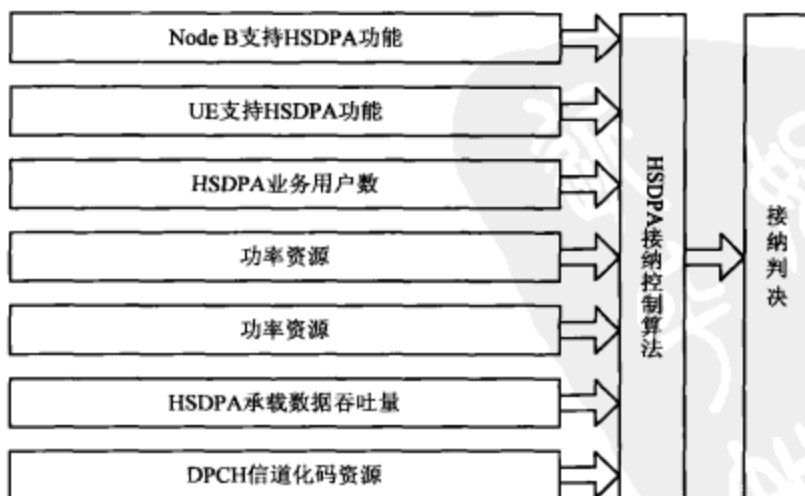 Node B支持HSDPA功能
UE支持HSDPA功能
HSDPA业务用户数
功率资源
功率资源
HSDPA承载数据吞吐量
DPCH信道化码资源
HSDPA接纳控制算法
接纳判决